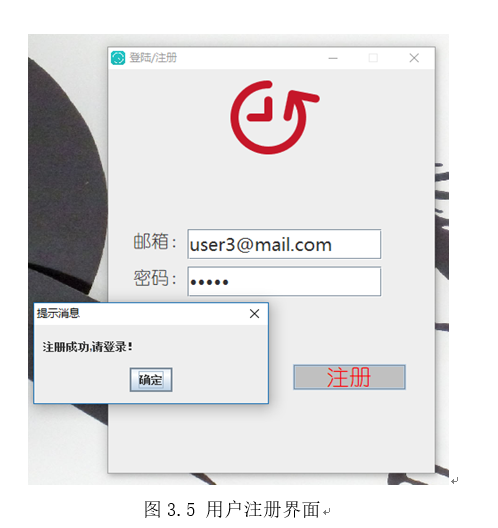 登陆/注册
邮箱：
user3@mail.com
密码：
•••••
提示消息
注册成功,请登录！
确定
注册
图 3.5 用户注册界面